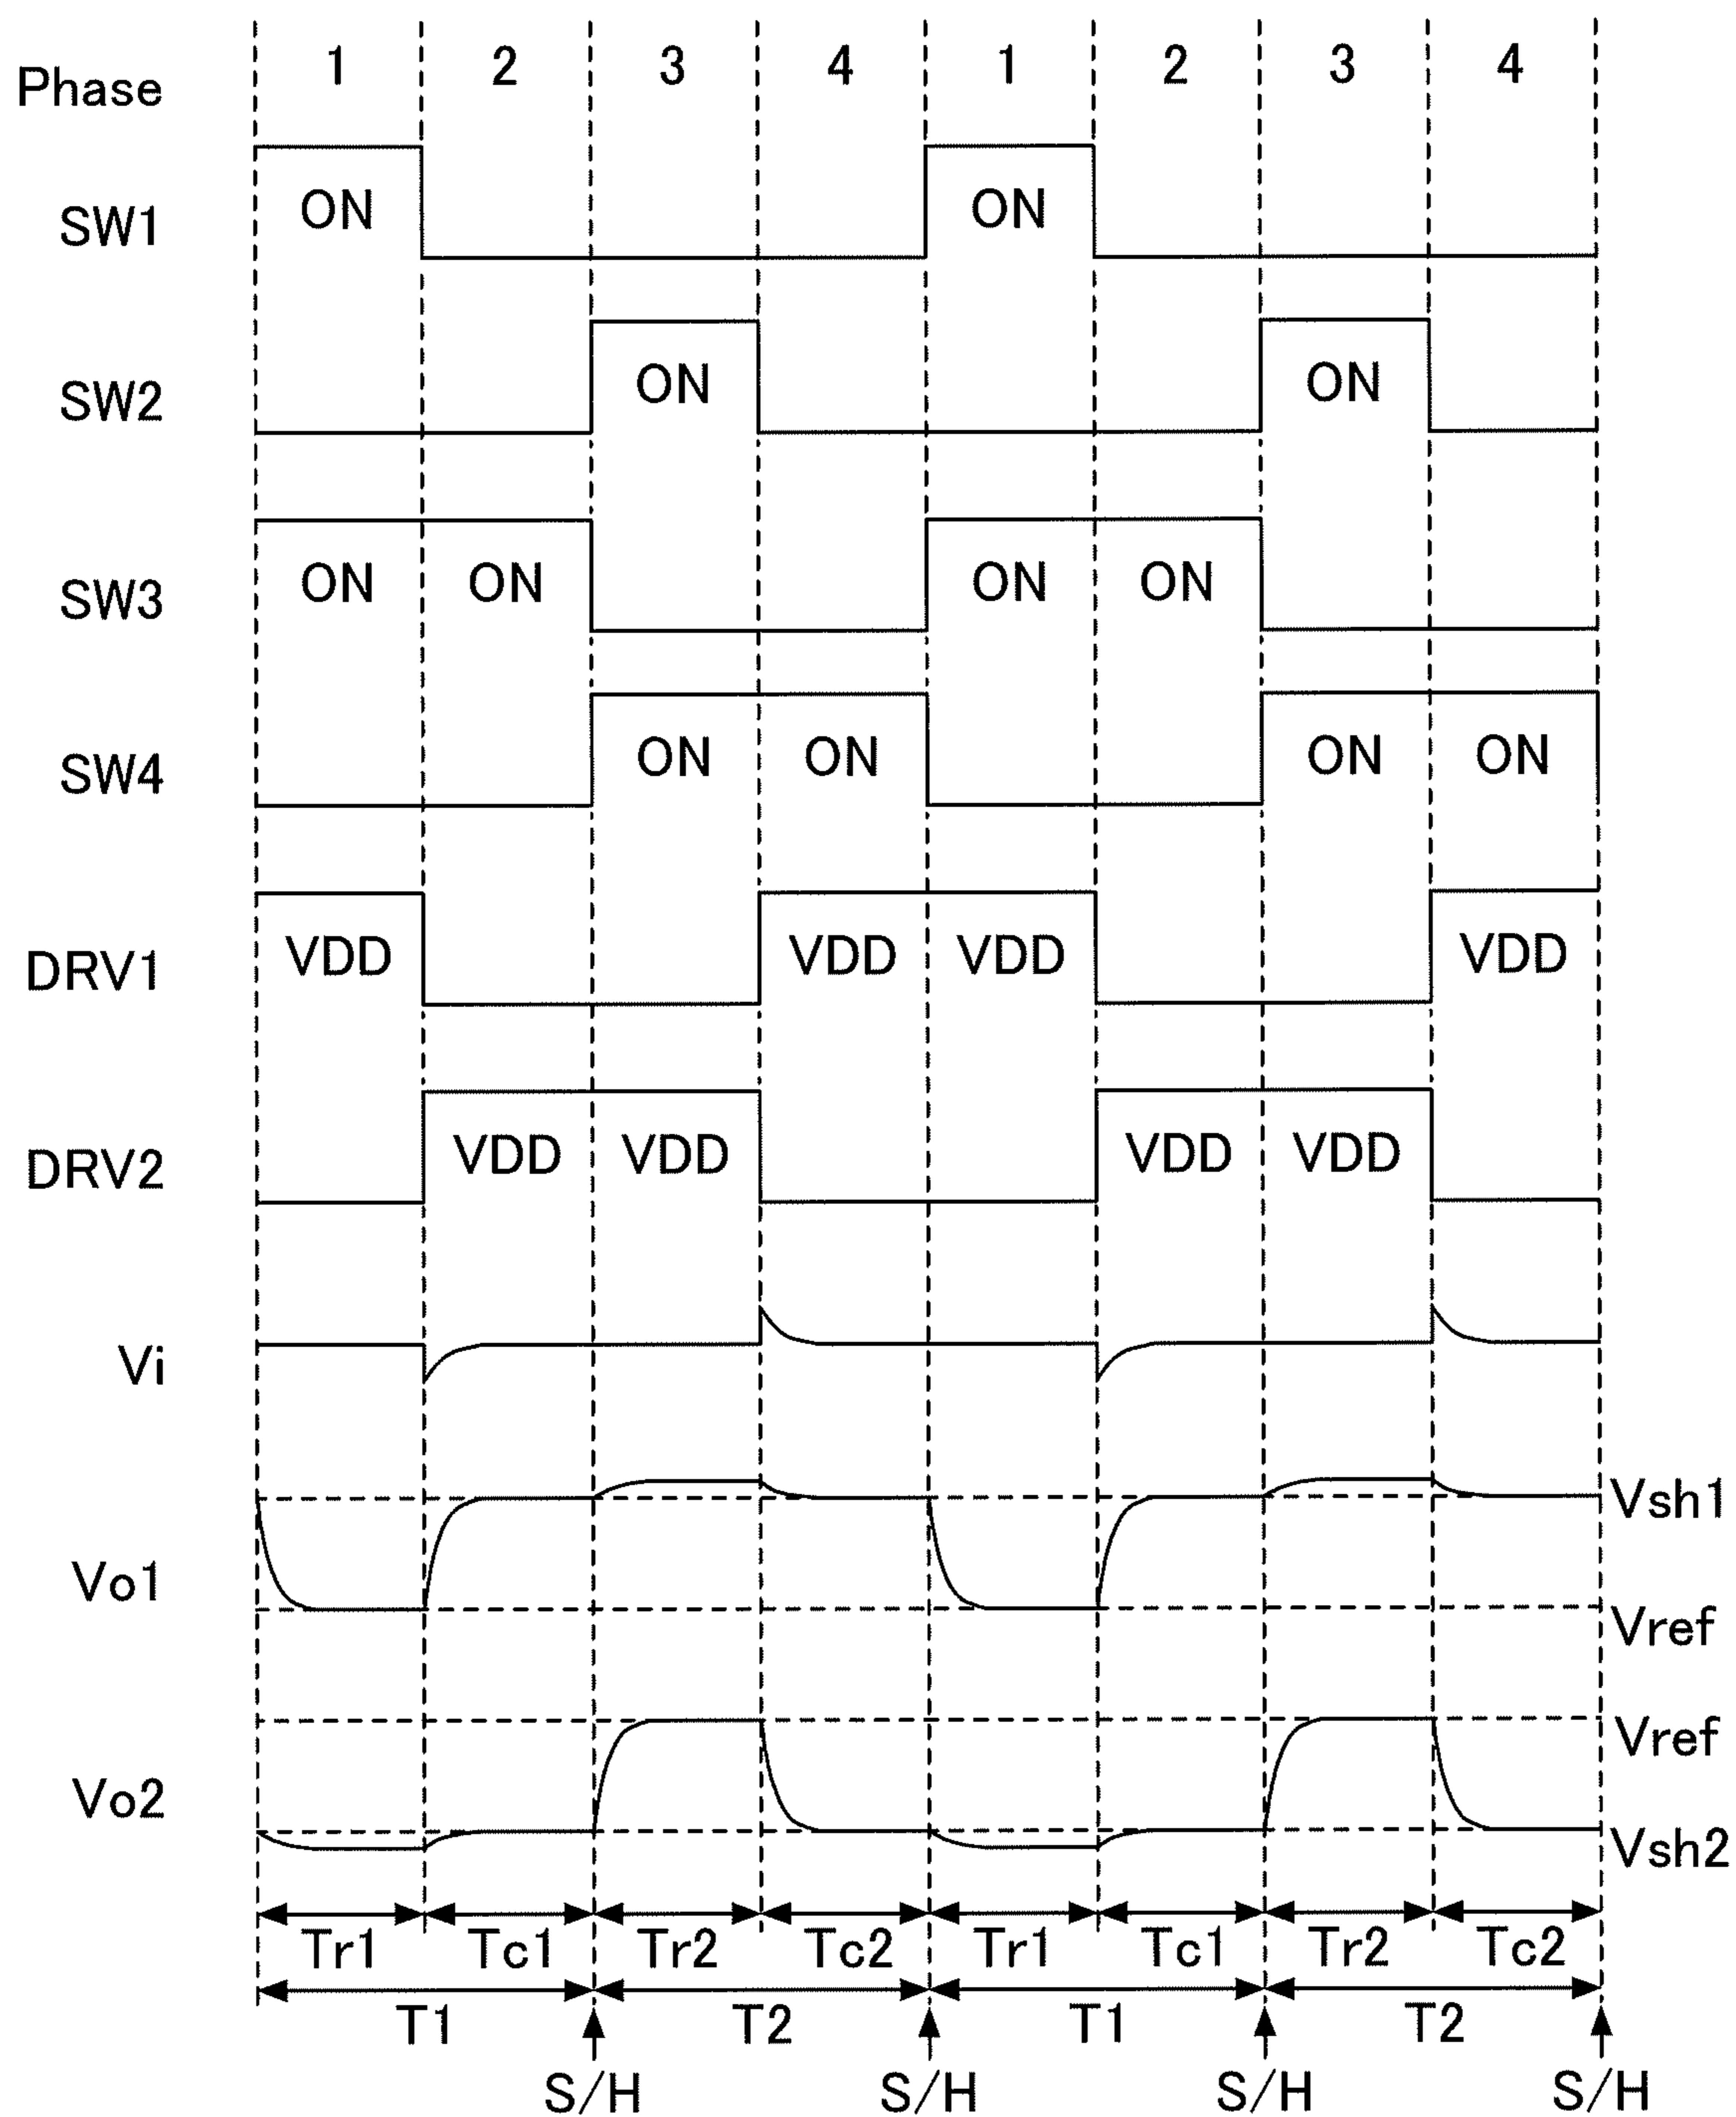 Phase 1 2 3 4 1 2 3 4
SW1 ON ON
SW2 ON ON
SW3 ON ON ON ON
SW4 ON ON ON ON
DRV1 VDD VDD VDD VDD
DRV2 VDD VDD VDD VDD
Vi
Vsh1
Vo1
Vref
Vref
Vo2
Vsh2
Tr1 Tc1 Tr2 Tc2 Tr1 Tc1 Tr2 Tc2
T1 T2 T1 T2
S/H S/H S/H S/H